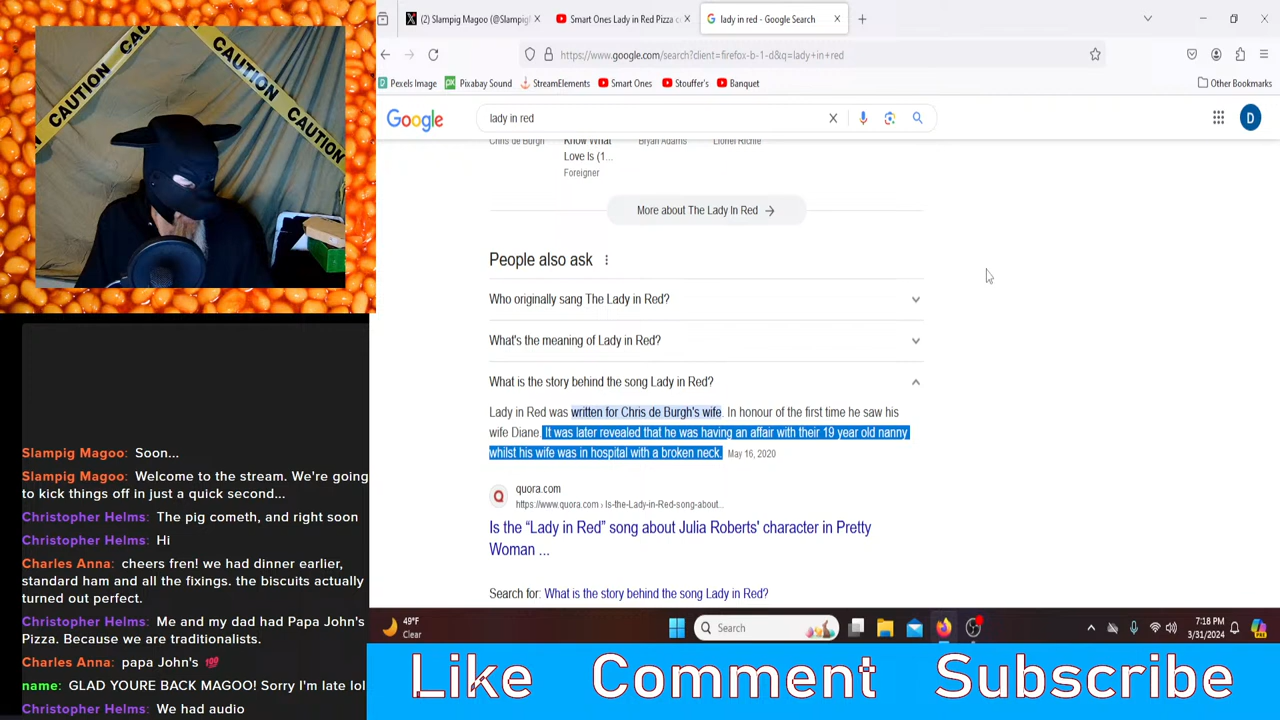 CAUTION
CAUTION
CAUTION
CAUTION
(2) Slampig Magoo (@Slampig
Smart Ones Lady in Red Pizza c
lady in red - Google Search
https://www.google.com/search?client=firefox-b-1-d&q=lady+in+red
Pexels Image
Pixabay Sound
StreamElements
Smart Ones
Stouffer's
Banquet
Other Bookmarks
Google
lady in red
D
Chris de Burgh
Know What
Love Is (1...
Foreigner
Bryan Adams
Lionel Richie
More about The Lady In Red
People also ask
Who originally sang The Lady in Red?
What's the meaning of Lady in Red?
What is the story behind the song Lady in Red?
Lady in Red was written for Chris de Burgh's wife. In honour of the first time he saw his
wife Diane. It was later revealed that he was having an affair with their 19 year old nanny
whilst his wife was in hospital with a broken neck. May 16, 2020
quora.com
https://www.quora.com › Is-the-Lady-in-Red-song-about...
Is the “Lady in Red” song about Julia Roberts' character in Pretty
Woman ...
Search for: What is the story behind the song Lady in Red?
Slampig Magoo: Soon...
Slampig Magoo: Welcome to the stream. We're going
to kick things off in just a quick second...
Christopher Helms: The pig cometh, and right soon
Christopher Helms: Hi
Charles Anna: cheers fren! we had dinner earlier,
standard ham and all the fixings. the biscuits actually
turned out perfect.
Christopher Helms: Me and my dad had Papa John's
Pizza. Because we are traditionalists.
Charles Anna: papa John's 💯
name: GLAD YOURE BACK MAGOO! Sorry I'm late lol
Christopher Helms: We had audio
49°F
Clear
Search
7:18 PM
3/31/2024
Like Comment Subscribe